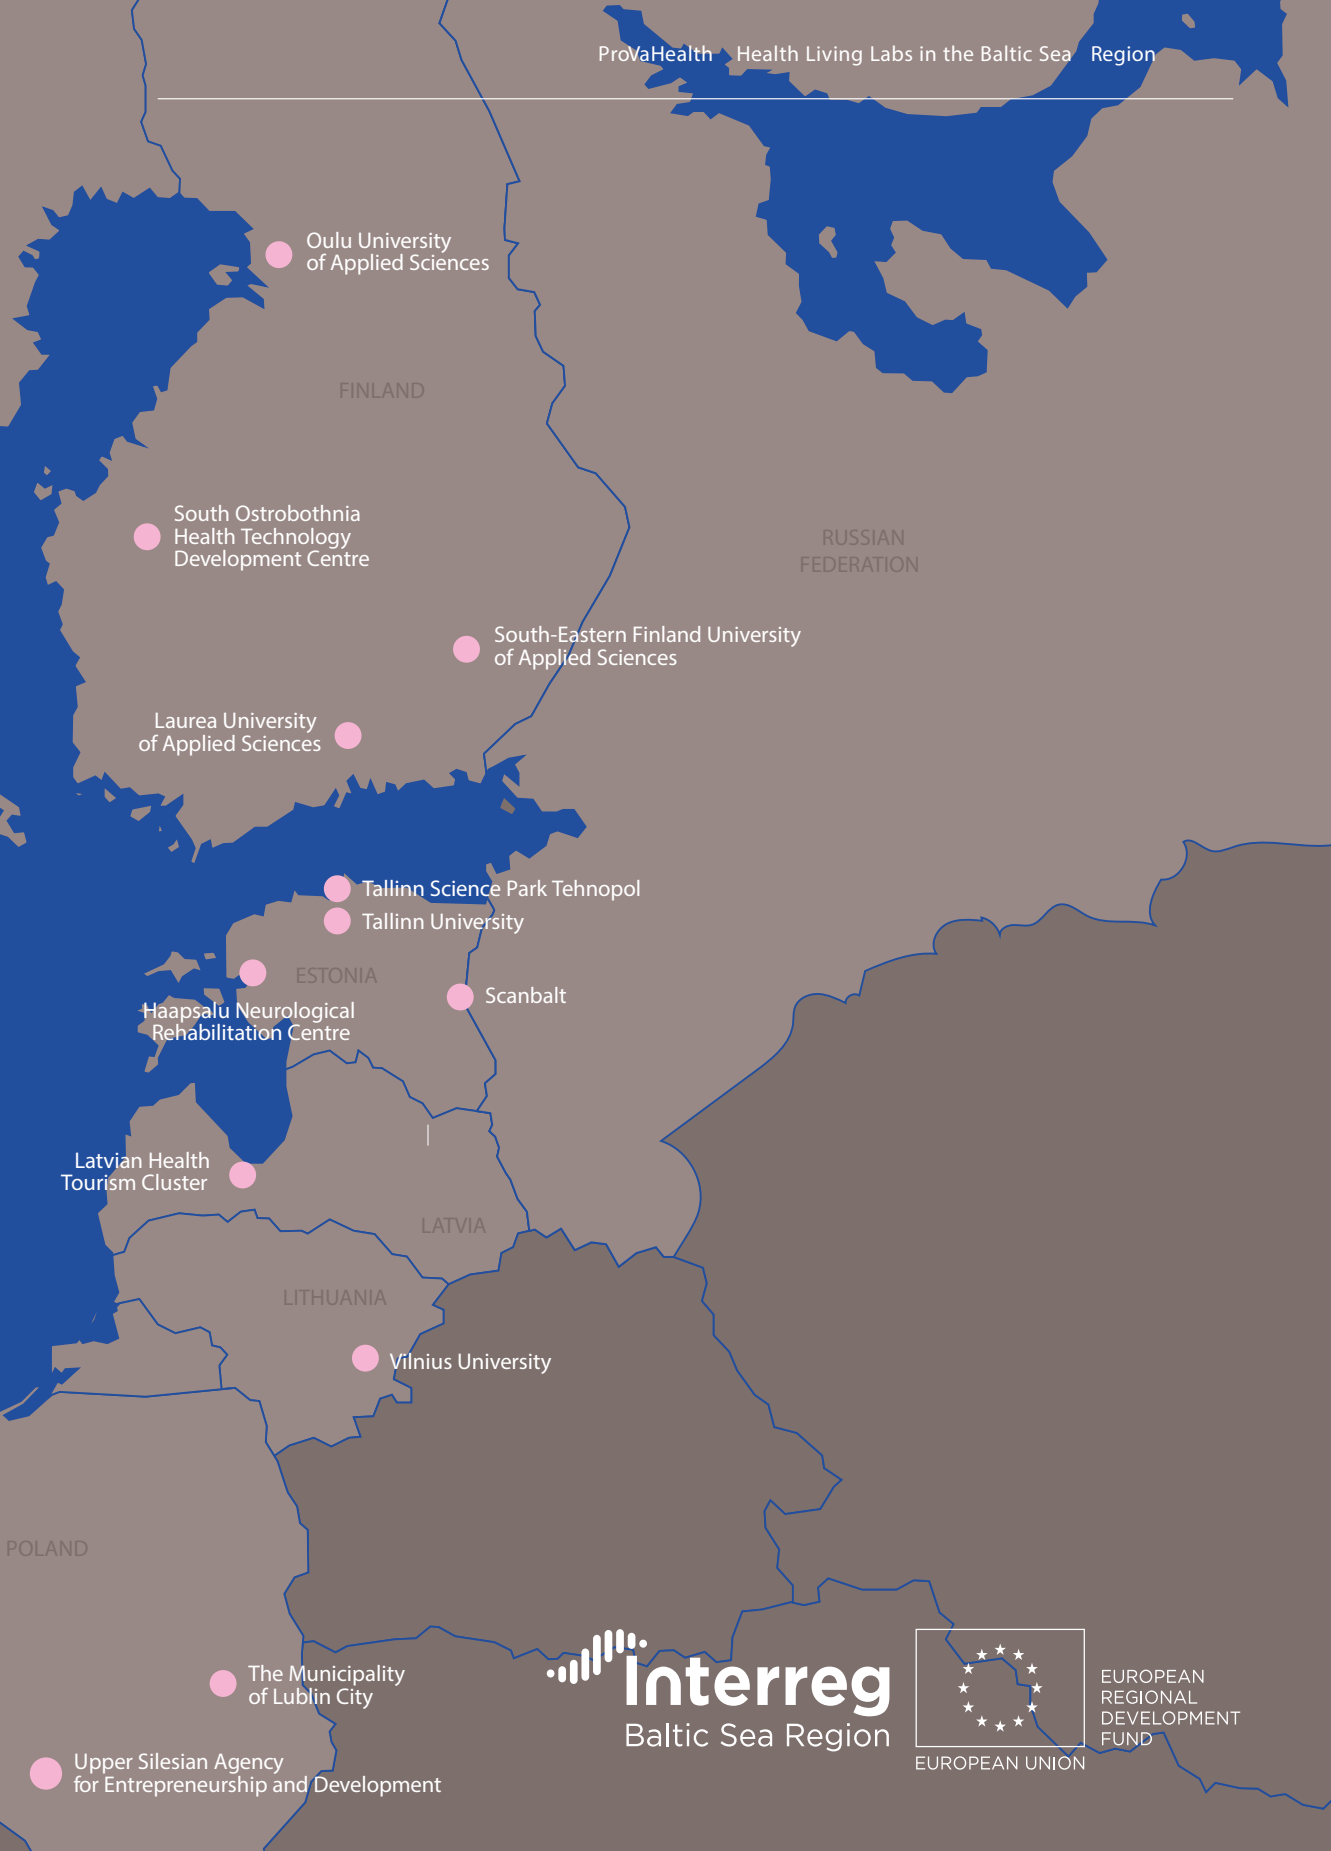 ProVaHealth Health Living Labs in the Baltic Sea Region
Oulu University
of Applied Sciences
FINLAND
South Ostrobothnia
Health Technology
Development Centre
RUSSIAN
FEDERATION
South-Eastern Finland University
of Applied Sciences
Laurea University
of Applied Sciences
Tallinn Science Park Tehnopol
Tallinn University
ESTONIA
Scanbalt
Haapsalu Neurological
Rehabilitation Centre
Latvian Health
Tourism Cluster
LATVIA
LITHUANIA
Vilnius University
POLAND
The Municipality
of Lublin City
Upper Silesian Agency
for Entrepreneurship and Development
Interreg
Baltic Sea Region
EUROPEAN UNION
EUROPEAN
REGIONAL
DEVELOPMENT
FUND